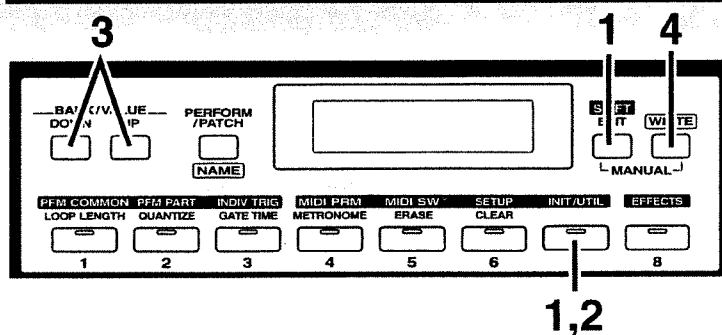 3
1
4
BANK/VALUE
DOWN UP
PERFORM
/PATCH
NAME
SHIFT
EDIT
WRITE
MANUAL
PFM COMMON PFM PART INDIV TRIG MIDI PRM MIDI SW SETUP INIT/UTIL EFFECTS
LOOP LENGTH QUANTIZE GATE TIME METRONOME ERASE CLEAR
1 2 3 4 5 6 8
1,2